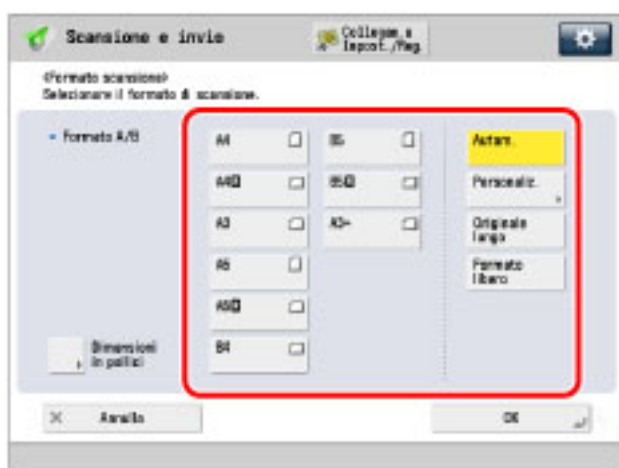 Scansione e invio
Collegam. a
Impost./Reg.
<Formato scansione>
Selezionare il formato di scansione.
Formato A/B
A4
B5
Autom.
A4R
B5R
Personaliz.
A3
A3+
Originale
lungo
A5
Formato
libero
A5R
B4
Dimensioni
in pollici
Annulla
OK